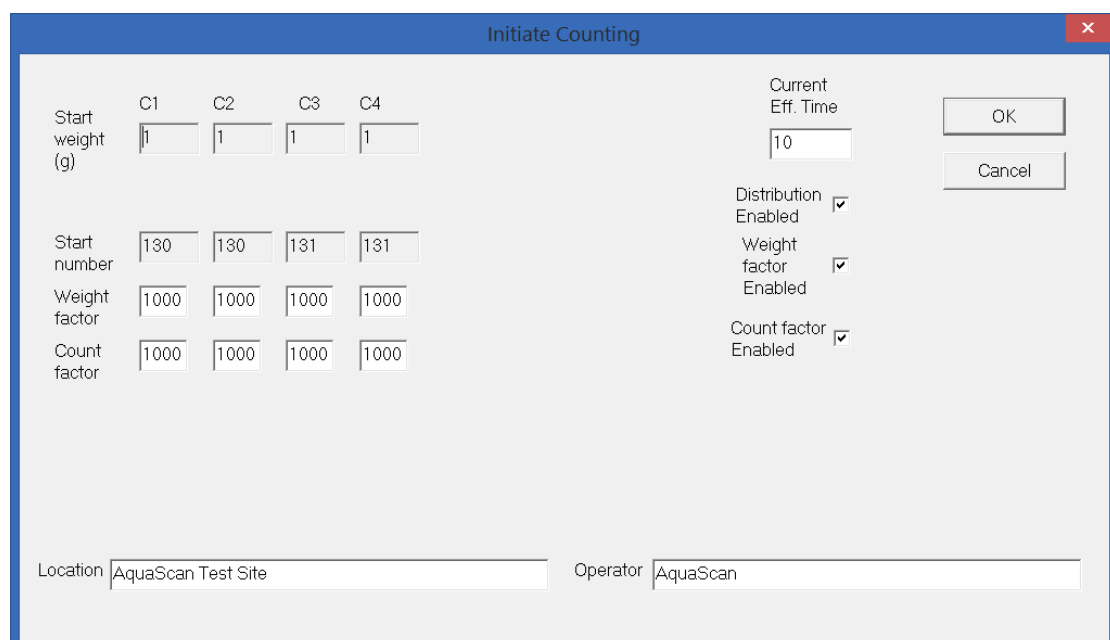 Initiate Counting
C1 C2 C3 C4
Start
weight
(g)
1 1 1 1
Current
Eff. Time
10
OK
Cancel
Distribution
Enabled
Weight
factor
Enabled
Count factor
Enabled
Start
number
130 130 131 131
Weight
factor
1000 1000 1000 1000
Count
factor
1000 1000 1000 1000
Location AquaScan Test Site
Operator AquaScan